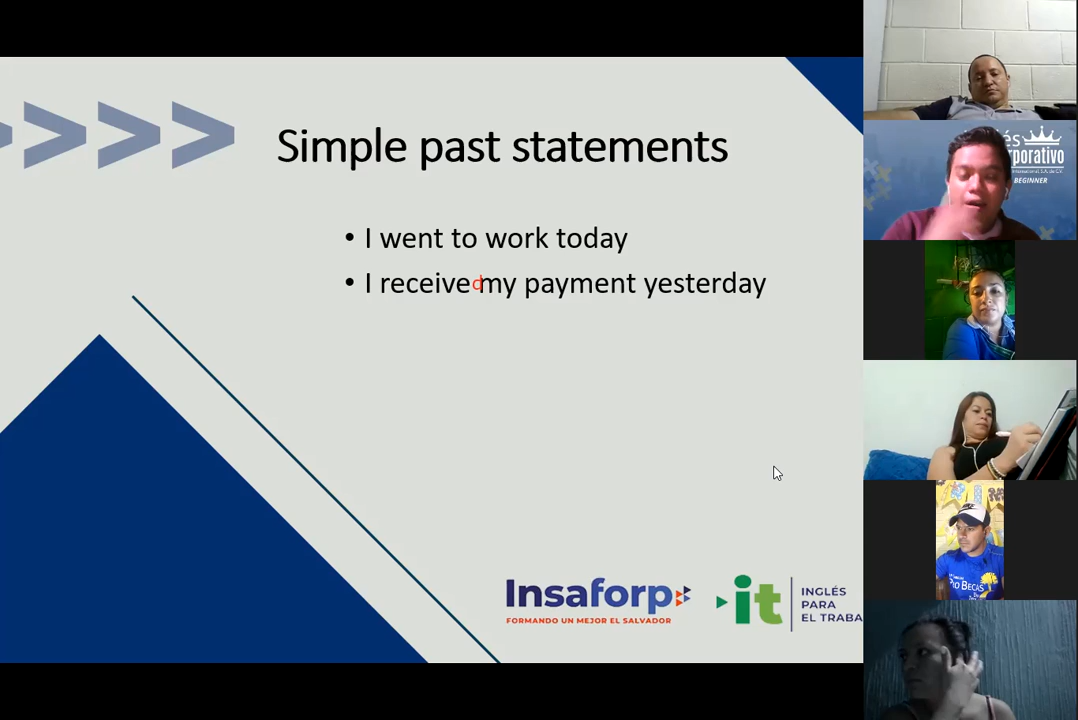 >>>>
Simple past statements
• I went to work today
• I received my payment yesterday
Insaforp
FORMANDO UN MEJOR EL SALVADOR
it
INGLÉS
PARA
EL TRABA
BEGINNER